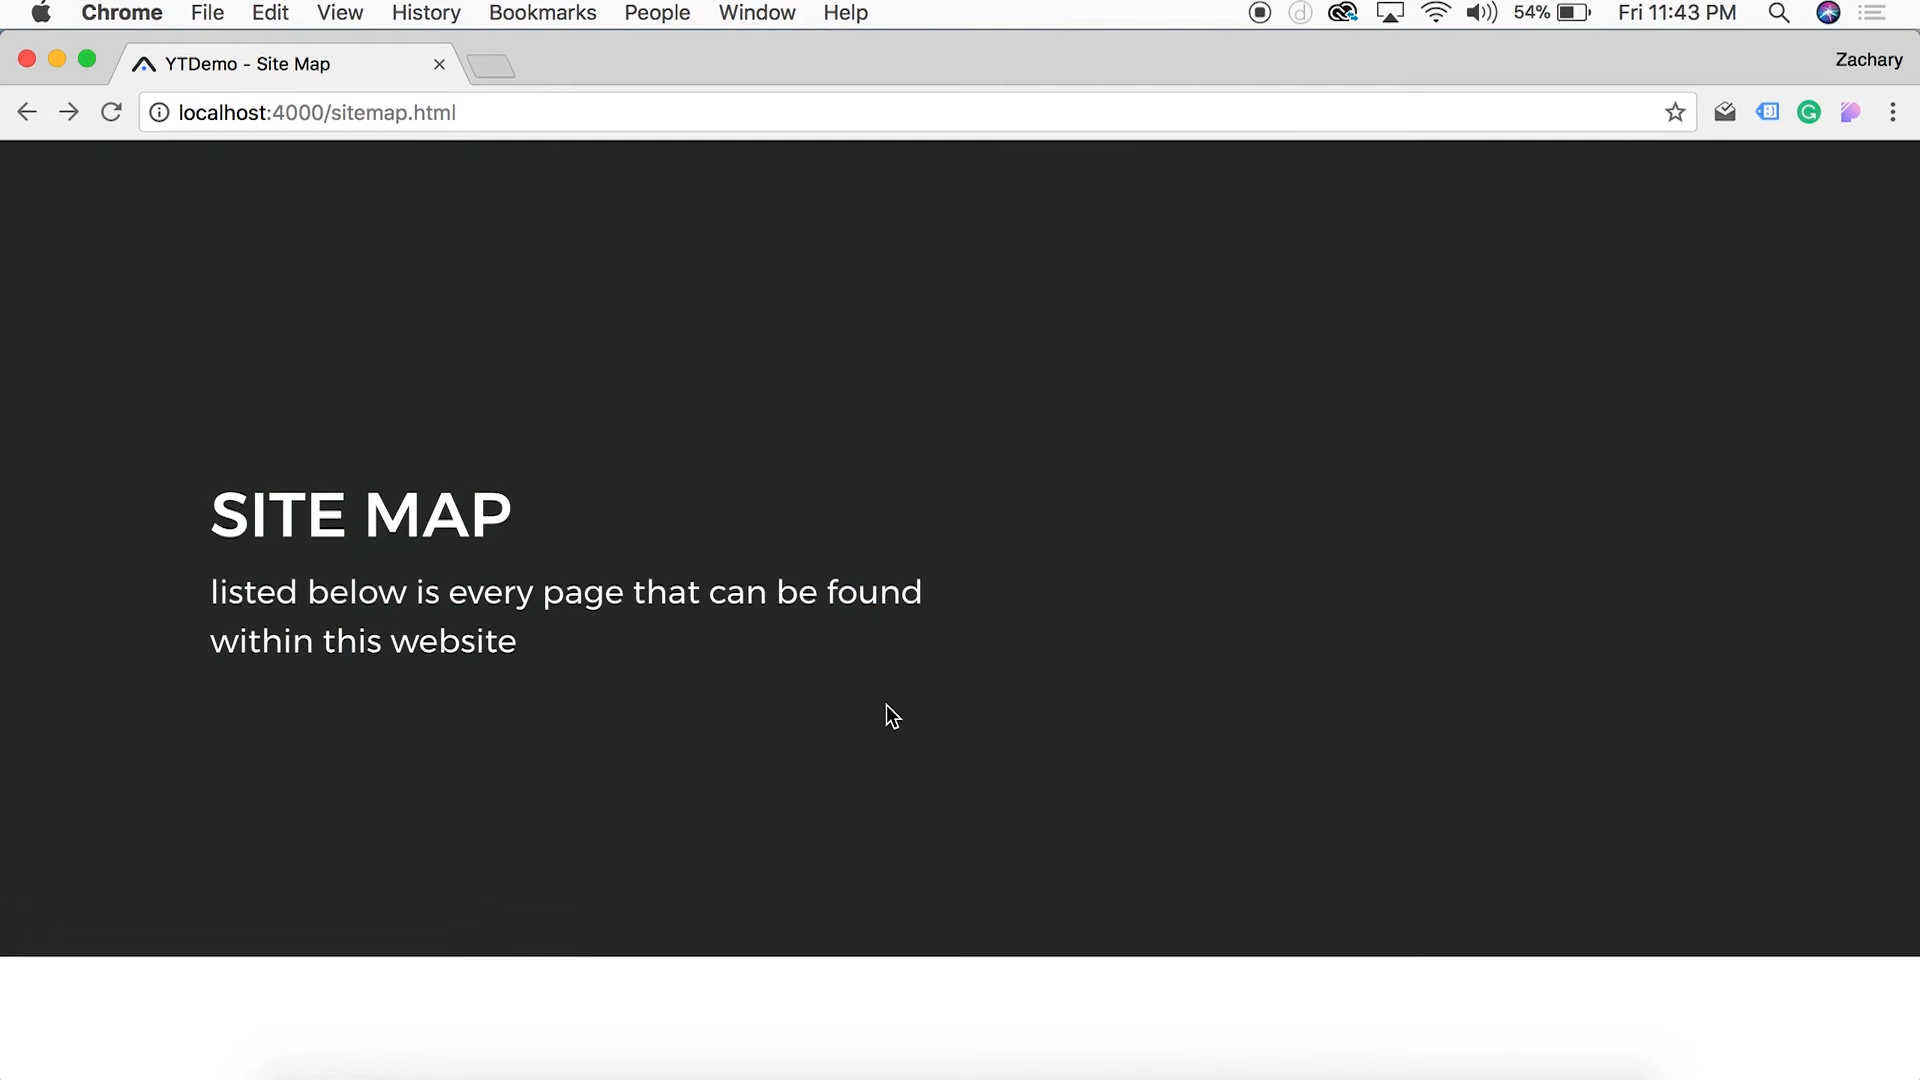 Chrome File Edit View History Bookmarks People Window Help 54% Fri 11:43 PM
YTDemo - Site Map Zachary
localhost:4000/sitemap.html
SITE MAP
listed below is every page that can be found
within this website